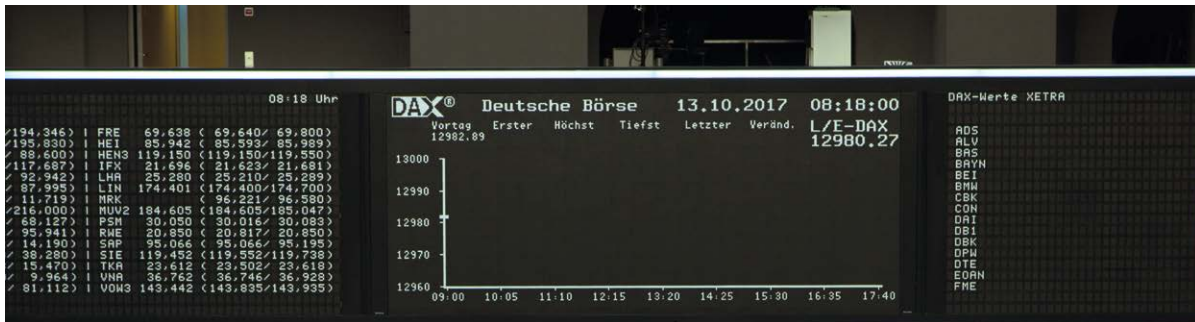 08:18 Uhr
/194,346) | FRE 69,638 ( 69,640/ 69,800)
/195,830) | HEI 85,942 ( 85,593/ 85,989)
/ 88,600) | HEN3 119,150 (119,150/119,550)
/117,687) | IFX 21,696 ( 21,623/ 21,681)
/ 92,942) | LHA 25,280 ( 25,210/ 25,289)
/ 87,995) | LIN 174,401 (174,400/174,700)
/ 11,719) | MRK ( 96,221/ 96,580)
/216,000) | MUV2 184,605 (184,605/185,047)
/ 68,127) | PSM 30,050 ( 30,016/ 30,083)
/ 95,941) | RWE 20,850 ( 20,817/ 20,850)
/ 14,190) | SAP 95,066 ( 95,066/ 95,195)
/ 38,280) | SIE 119,452 (119,552/119,738)
/ 15,470) | TKA 23,612 ( 23,502/ 23,618)
/ 9,964) | VNA 36,762 ( 36,746/ 36,928)
/ 81,112) | VOW3 143,442 (143,835/143,935)
DAX® Deutsche Börse 13.10.2017 08:18:00
Vortag Erster Höchst Tiefst Letzter Veränd. L/E-DAX
12982.89 12980.27
13000
12990
12980
12970
12960
09:00 10:05 11:10 12:15 13:20 14:25 15:30 16:35 17:40
DAX-Werte XETRA
ADS
ALV
BAS
BAYN
BEI
BMW
CBK
CON
DAI
DB1
DBK
DPW
DTE
EOAN
FME